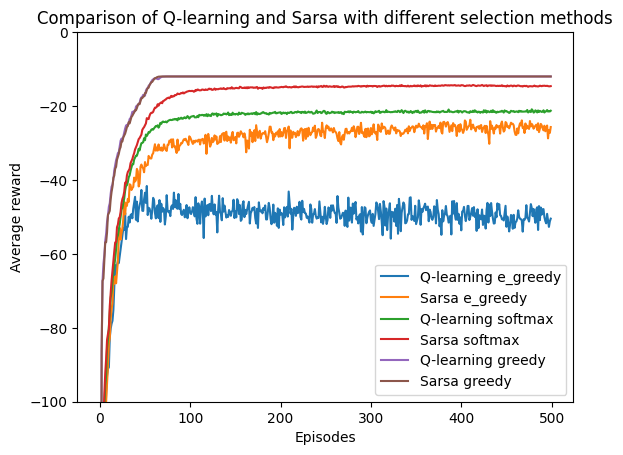 Comparison of Q-learning and Sarsa with different selection methods
0
−20
−40
−60
−80
−100
Average reward
0 100 200 300 400 500
Episodes
Q-learning e_greedy
Sarsa e_greedy
Q-learning softmax
Sarsa softmax
Q-learning greedy
Sarsa greedy